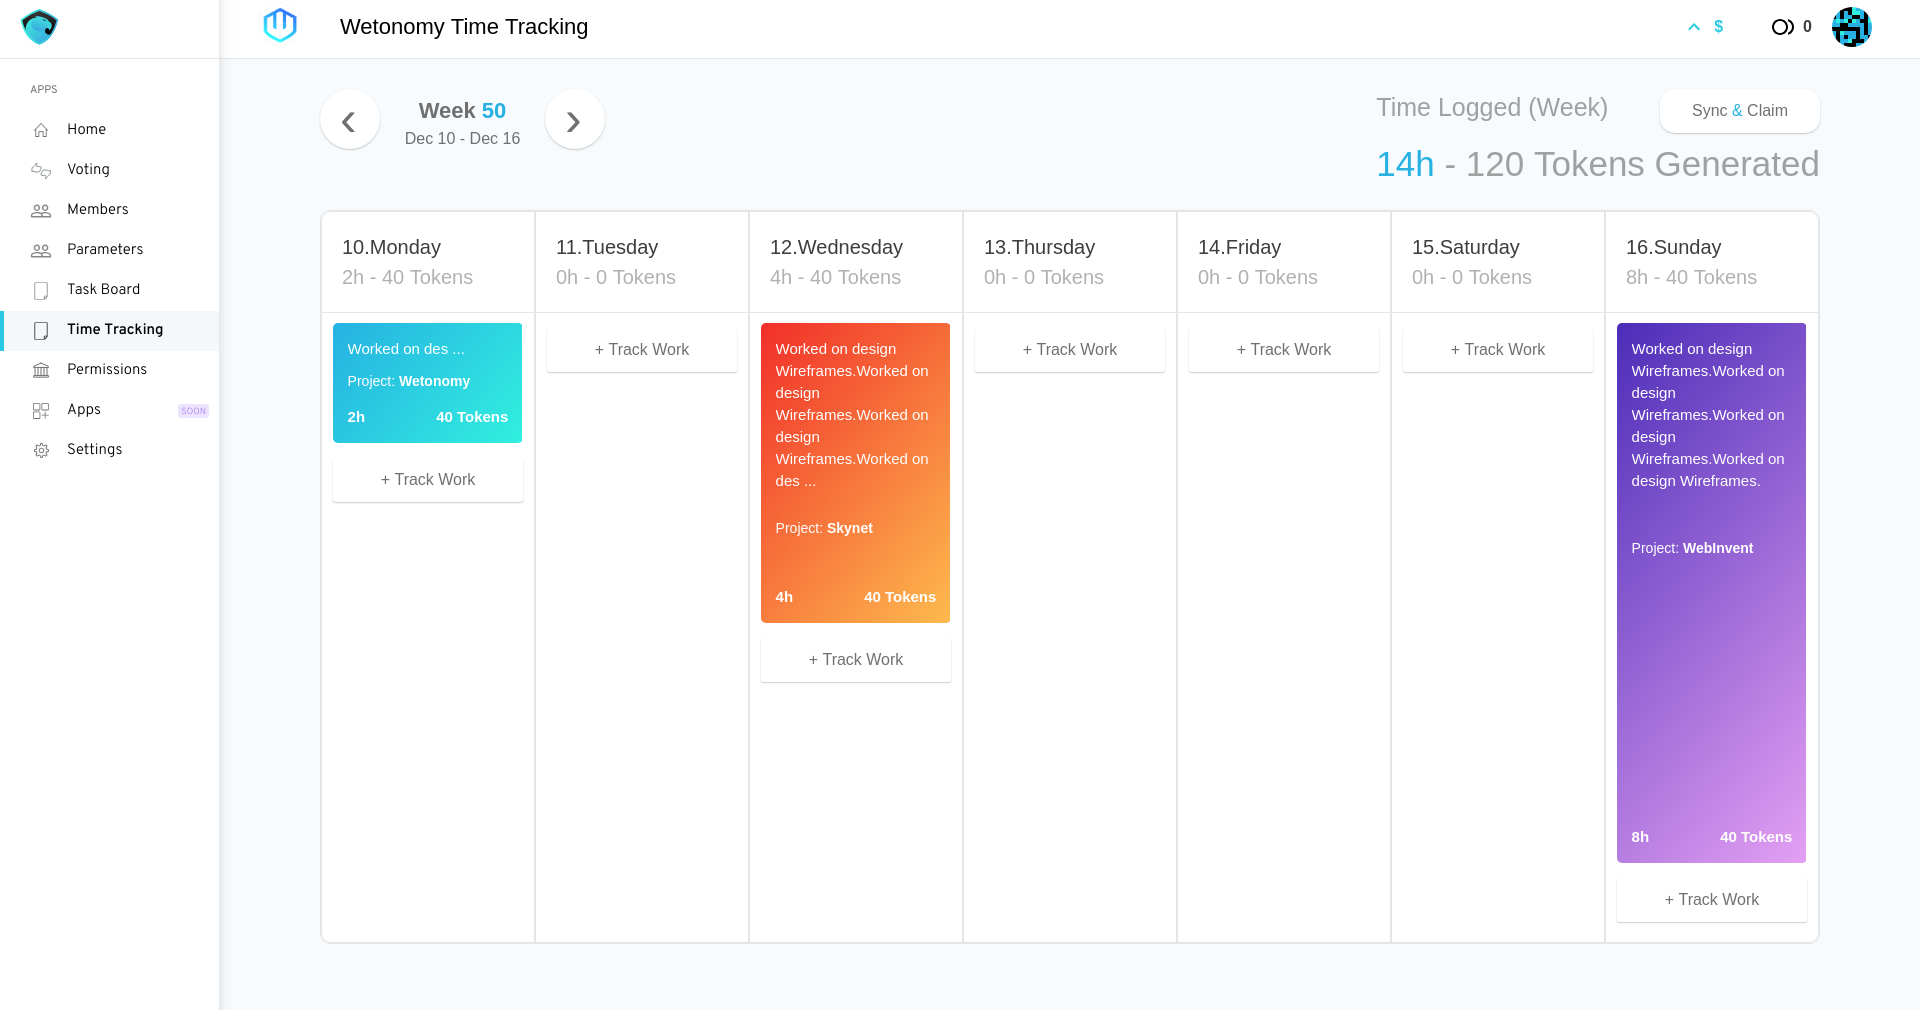 Wetonomy Time Tracking
$
0
APPS
Home
Voting
Members
Parameters
Task Board
Time Tracking
Permissions
Apps
SOON
Settings
Week 50
Dec 10 - Dec 16
Time Logged (Week)
Sync & Claim
14h - 120 Tokens Generated
10.Monday
2h - 40 Tokens
Worked on des ...
Project: Wetonomy
2h 40 Tokens
+ Track Work
11.Tuesday
0h - 0 Tokens
+ Track Work
12.Wednesday
4h - 40 Tokens
Worked on design
Wireframes.Worked on
design
Wireframes.Worked on
design
Wireframes.Worked on
des ...
Project: Skynet
4h 40 Tokens
+ Track Work
13.Thursday
0h - 0 Tokens
+ Track Work
14.Friday
0h - 0 Tokens
+ Track Work
15.Saturday
0h - 0 Tokens
+ Track Work
16.Sunday
8h - 40 Tokens
Worked on design
Wireframes.Worked on
design
Wireframes.Worked on
design
Wireframes.Worked on
design Wireframes.
Project: WebInvent
8h 40 Tokens
+ Track Work